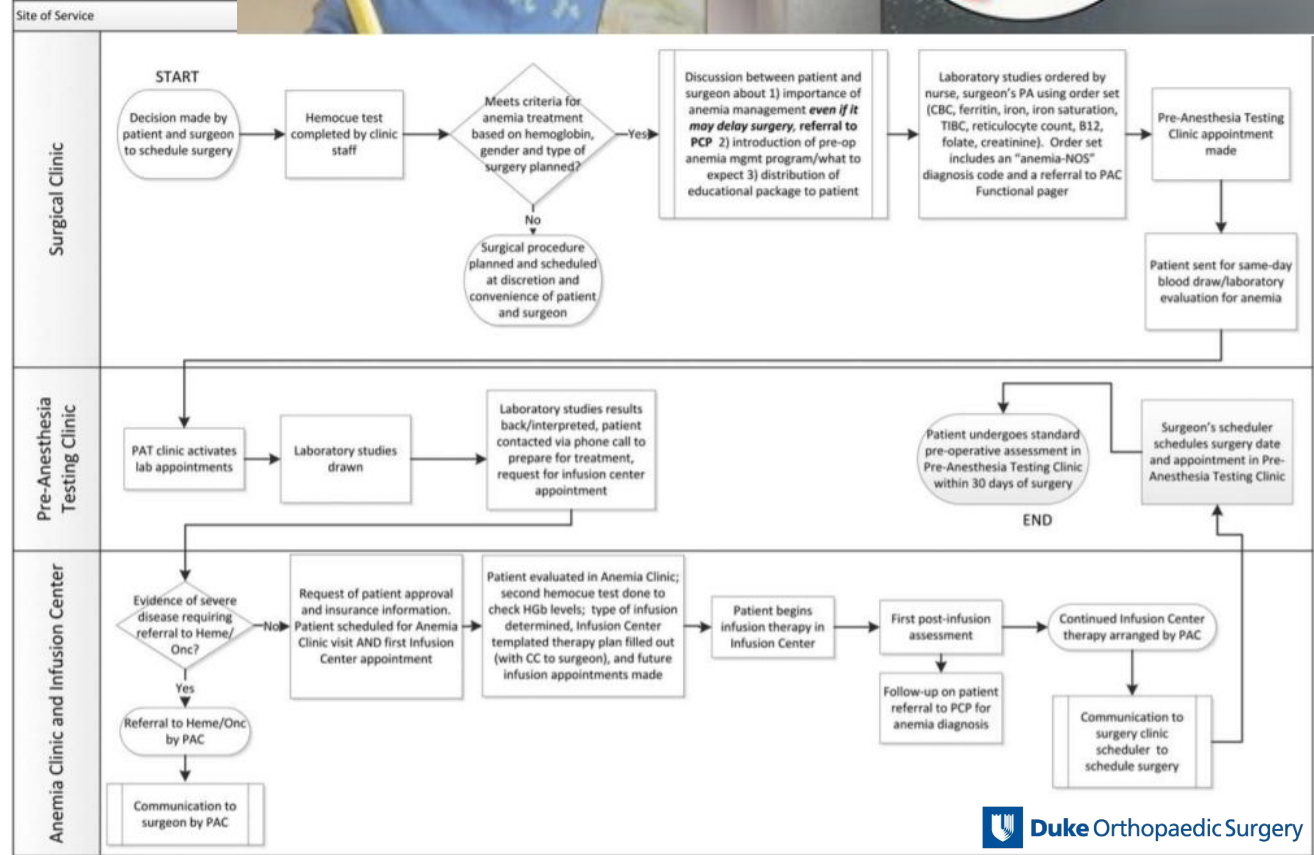 Site of Service
Surgical Clinic
START
Decision made by
patient and surgeon
to schedule surgery
Hemocue test
completed by clinic
staff
Meets criteria for
anemia treatment
based on hemoglobin,
gender and type of
surgery planned?
Yes
No
Surgical procedure
planned and scheduled
at discretion and
convenience of patient
and surgeon
Discussion between patient and
surgeon about 1) importance of
anemia management even if it
may delay surgery, referral to
PCP 2) introduction of pre-op
anemia mgmt program/what to
expect 3) distribution of
educational package to patient
Laboratory studies ordered by
nurse, surgeon's PA using order set
(CBC, ferritin, iron, iron saturation,
TIBC, reticulocyte count, B12,
folate, creatinine). Order set
includes an "anemia-NOS"
diagnosis code and a referral to PAC
Functional pager
Pre-Anesthesia Testing
Clinic appointment
made
Patient sent for same-day
blood draw/laboratory
evaluation for anemia
Pre-Anesthesia
Testing Clinic
PAT clinic activates
lab appointments
Laboratory studies
drawn
Laboratory studies results
back/interpreted, patient
contacted via phone call to
prepare for treatment,
request for infusion center
appointment
Patient undergoes standard
pre-operative assessment in
Pre-Anesthesia Testing Clinic
within 30 days of surgery
END
Surgeon's scheduler
schedules surgery date
and appointment in Pre-
Anesthesia Testing Clinic
Anemia Clinic and Infusion Center
Evidence of severe
disease requiring
referral to Heme/
Onc?
No
Yes
Referral to Heme/Onc
by PAC
Communication to
surgeon by PAC
Request of patient approval
and insurance information.
Patient scheduled for Anemia
Clinic visit AND first Infusion
Center appointment
Patient evaluated in Anemia Clinic;
second hemocue test done to
check HGb levels; type of infusion
determined, Infusion Center
templated therapy plan filled out
(with CC to surgeon), and future
infusion appointments made
Patient begins
infusion therapy in
Infusion Center
First post-infusion
assessment
Follow-up on patient
referral to PCP for
anemia diagnosis
Continued Infusion Center
therapy arranged by PAC
Communication to
surgery clinic
scheduler to
schedule surgery
Duke Orthopaedic Surgery